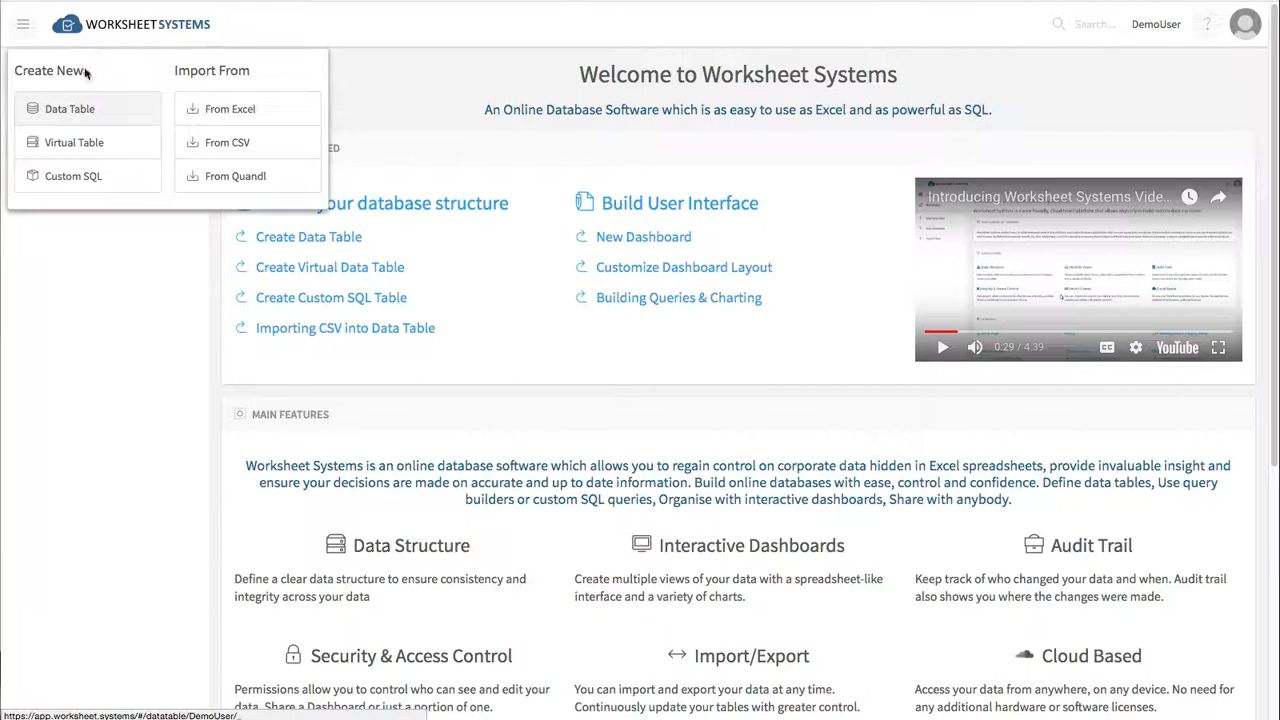 WORKSHEET SYSTEMS
Search...
DemoUser
?
Create New
Import From
Data Table
From Excel
Virtual Table
From CSV
Custom SQL
From Quandl
Welcome to Worksheet Systems
An Online Database Software which is as easy to use as Excel and as powerful as SQL.
ED
your database structure
Create Data Table
Create Virtual Data Table
Create Custom SQL Table
Importing CSV into Data Table
Build User Interface
New Dashboard
Customize Dashboard Layout
Building Queries & Charting
Introducing Worksheet Systems Vide...
0:29 / 4:39
CC
YouTube
MAIN FEATURES
Worksheet Systems is an online database software which allows you to regain control on corporate data hidden in Excel spreadsheets, provide invaluable insight and
ensure your decisions are made on accurate and up to date information. Build online databases with ease, control and confidence. Define data tables, Use query
builders or custom SQL queries, Organise with interactive dashboards, Share with anybody.
Data Structure
Define a clear data structure to ensure consistency and
integrity across your data
Interactive Dashboards
Create multiple views of your data with a spreadsheet-like
interface and a variety of charts.
Audit Trail
Keep track of who changed your data and when. Audit trail
also shows you where the changes were made.
Security & Access Control
Permissions allow you to control who can see and edit your
data. Share a Dashboard or just a portion of one.
Import/Export
You can import and export your data at any time.
Continuously update your tables with greater control.
Cloud Based
Access your data from anywhere, on any device. No need for
any additional hardware or software licenses.
https://app.worksheet.systems/#/datatable/DemoUser/_